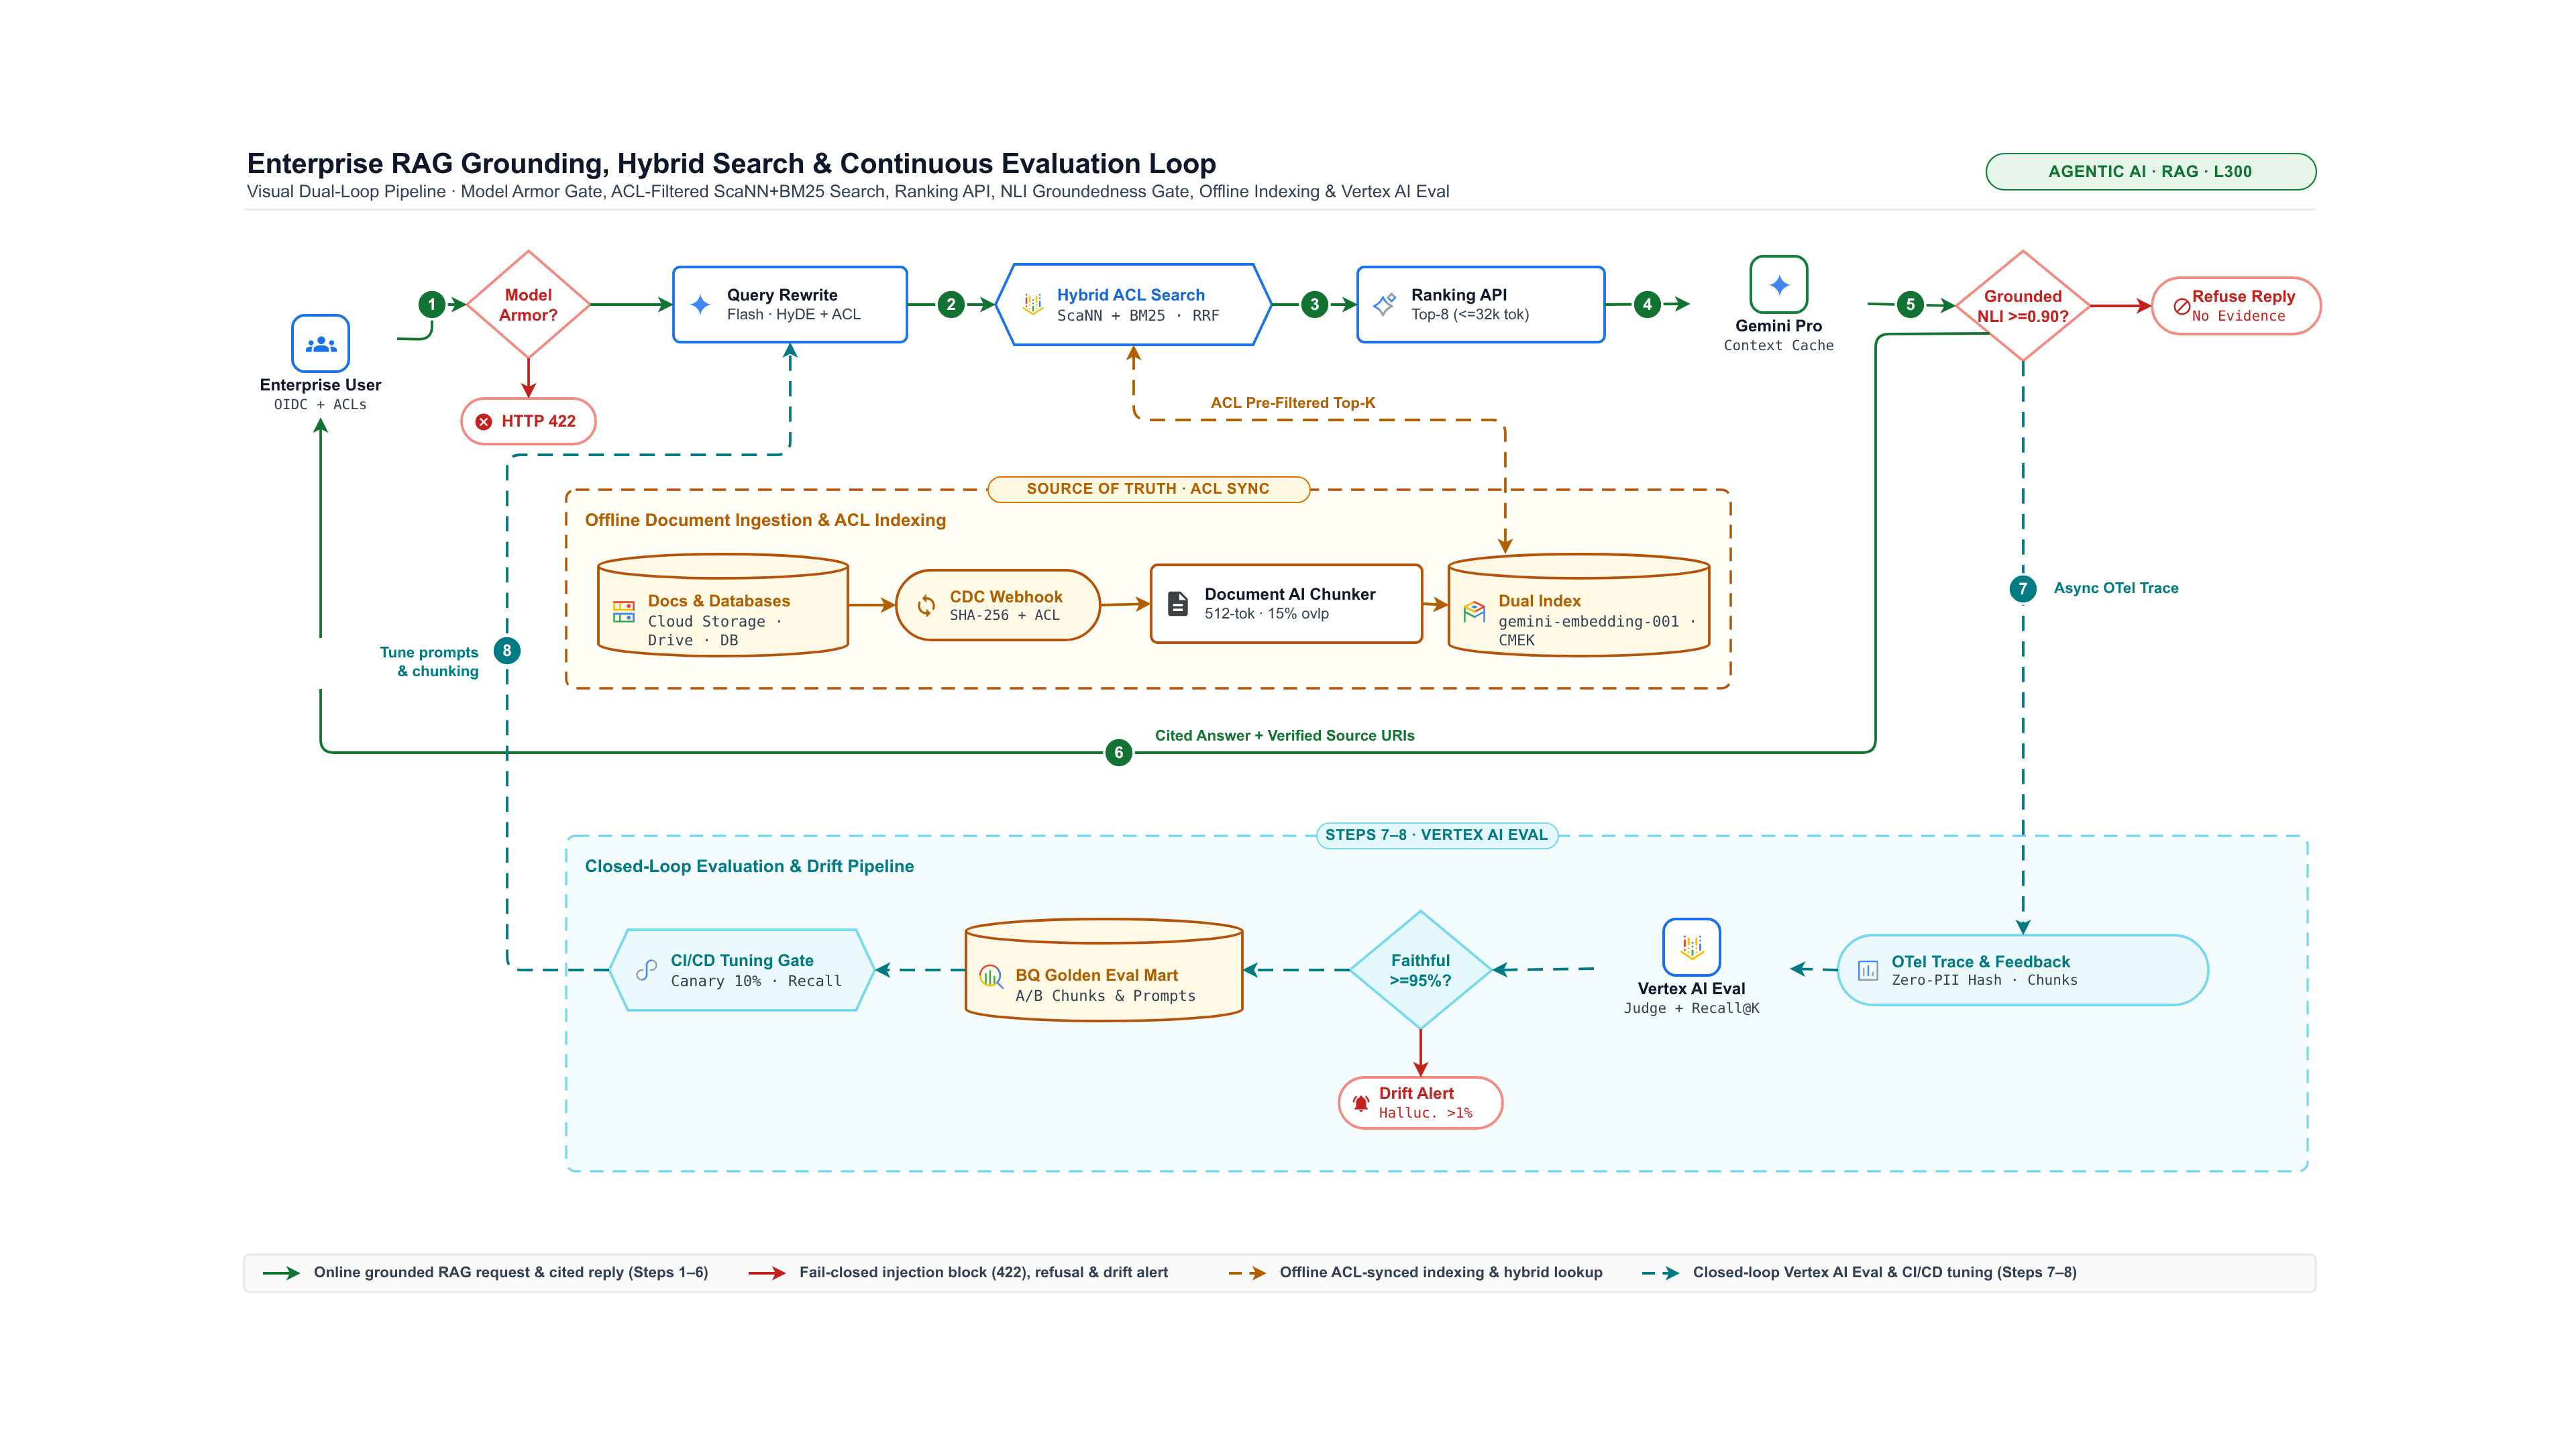 Enterprise RAG Grounding, Hybrid Search & Continuous Evaluation Loop
Visual Dual-Loop Pipeline · Model Armor Gate, ACL-Filtered ScaNN+BM25 Search, Ranking API, NLI Groundedness Gate, Offline Indexing & Vertex AI Eval
AGENTIC AI · RAG · L300
Enterprise User
OIDC + ACLs
1
Model
Armor?
HTTP 422
Query Rewrite
Flash · HyDE + ACL
2
Hybrid ACL Search
ScaNN + BM25 · RRF
3
Ranking API
Top-8 (<=32k tok)
4
Gemini Pro
Context Cache
5
Grounded
NLI >=0.90?
Refuse Reply
No Evidence
ACL Pre-Filtered Top-K
SOURCE OF TRUTH · ACL SYNC
Offline Document Ingestion & ACL Indexing
Docs & Databases
Cloud Storage ·
Drive · DB
CDC Webhook
SHA-256 + ACL
Document AI Chunker
512-tok · 15% ovlp
Dual Index
gemini-embedding-001 ·
CMEK
7
Async OTel Trace
Tune prompts
& chunking
8
Cited Answer + Verified Source URIs
6
STEPS 7–8 · VERTEX AI EVAL
Closed-Loop Evaluation & Drift Pipeline
CI/CD Tuning Gate
Canary 10% · Recall
BQ Golden Eval Mart
A/B Chunks & Prompts
Faithful
>=95%?
Vertex AI Eval
Judge + Recall@K
OTel Trace & Feedback
Zero-PII Hash · Chunks
Drift Alert
Halluc. >1%
Online grounded RAG request & cited reply (Steps 1–6)
Fail-closed injection block (422), refusal & drift alert
Offline ACL-synced indexing & hybrid lookup
Closed-loop Vertex AI Eval & CI/CD tuning (Steps 7–8)